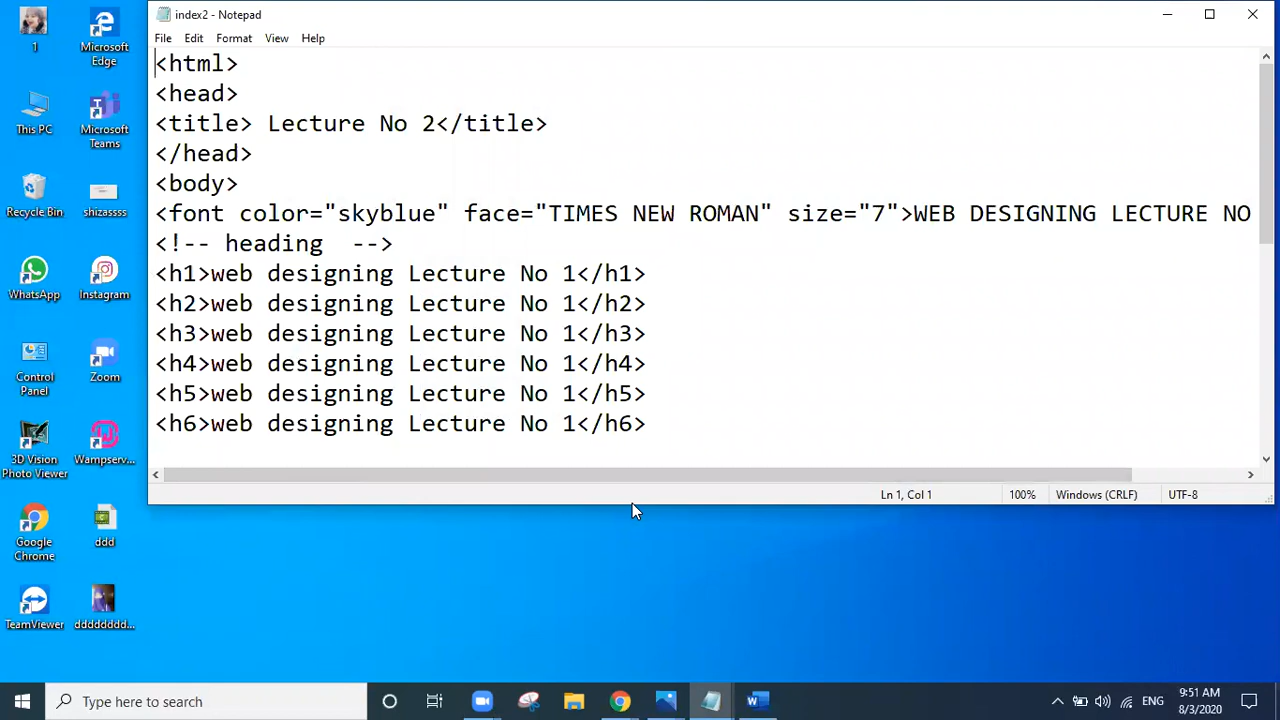 index2 - Notepad
File Edit Format View Help
<html>
<head>
<title> Lecture No 2</title>
</head>
<body>
<font color="skyblue" face="TIMES NEW ROMAN" size="7">WEB DESIGNING LECTURE NO
<!-- heading  -->
<h1>web designing Lecture No 1</h1>
<h2>web designing Lecture No 1</h2>
<h3>web designing Lecture No 1</h3>
<h4>web designing Lecture No 1</h4>
<h5>web designing Lecture No 1</h5>
<h6>web designing Lecture No 1</h6>
Ln 1, Col 1
100%
Windows (CRLF)
UTF-8
1
Microsoft
Edge
This PC
Microsoft
Teams
Recycle Bin
shizassss
WhatsApp
Instagram
Control
Panel
Zoom
3D Vision
Photo Viewer
Wampserv...
Google
Chrome
ddd
TeamViewer
dddddddd...
Type here to search
ENG
9:51 AM
8/3/2020